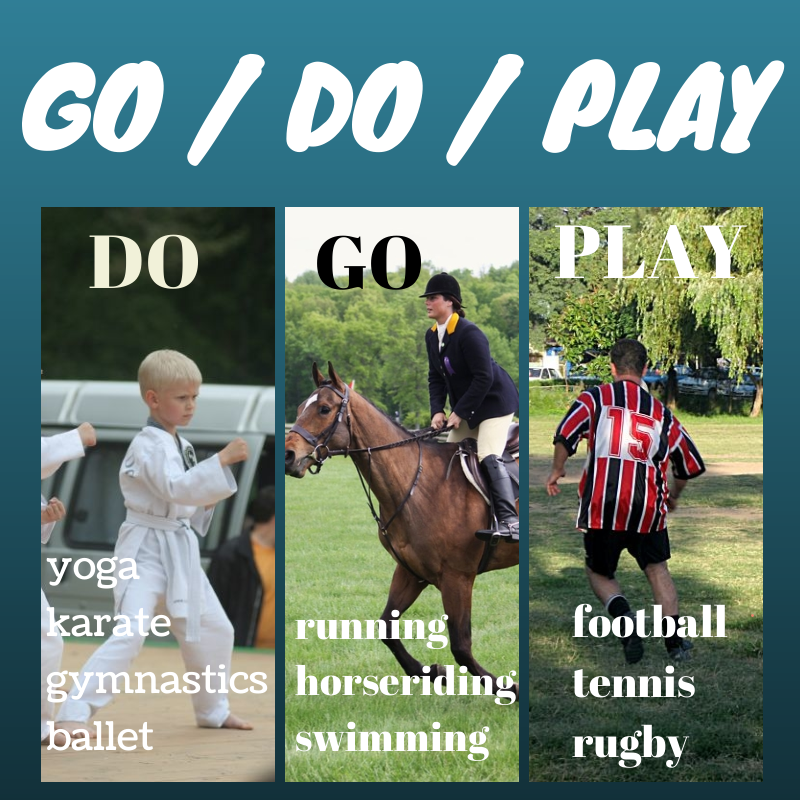 GO / DO / PLAY
DO
yoga
karate
gymnastics
ballet
GO
running
horseriding
swimming
PLAY
15
football
tennis
rugby